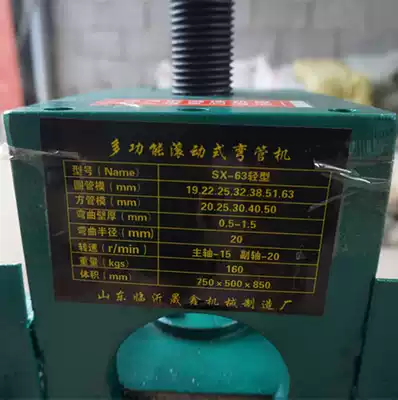 多功能滚动式弯管机
型号(Name) SX-63轻型
圆管模(mm) 19.22.25.32.38.51.63
方管模(mm) 20.25.30.40.50
弯曲壁厚(mm) 0.5-1.5
弯曲半径(mm) 20
转速(r/min) 主轴-15 副轴-20
重量(kgs) 160
体积(mm) 750×500×850
山东临沂晟鑫机械制造厂